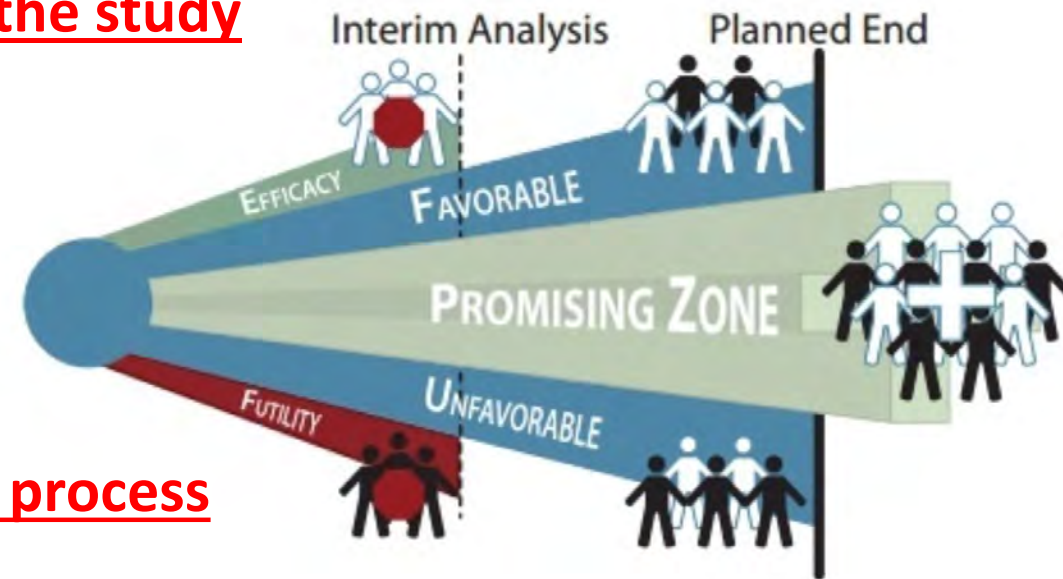 the study
Interim Analysis
Planned End
EFFICACY
FAVORABLE
PROMISING ZONE
UNFAVORABLE
FUTILITY
process